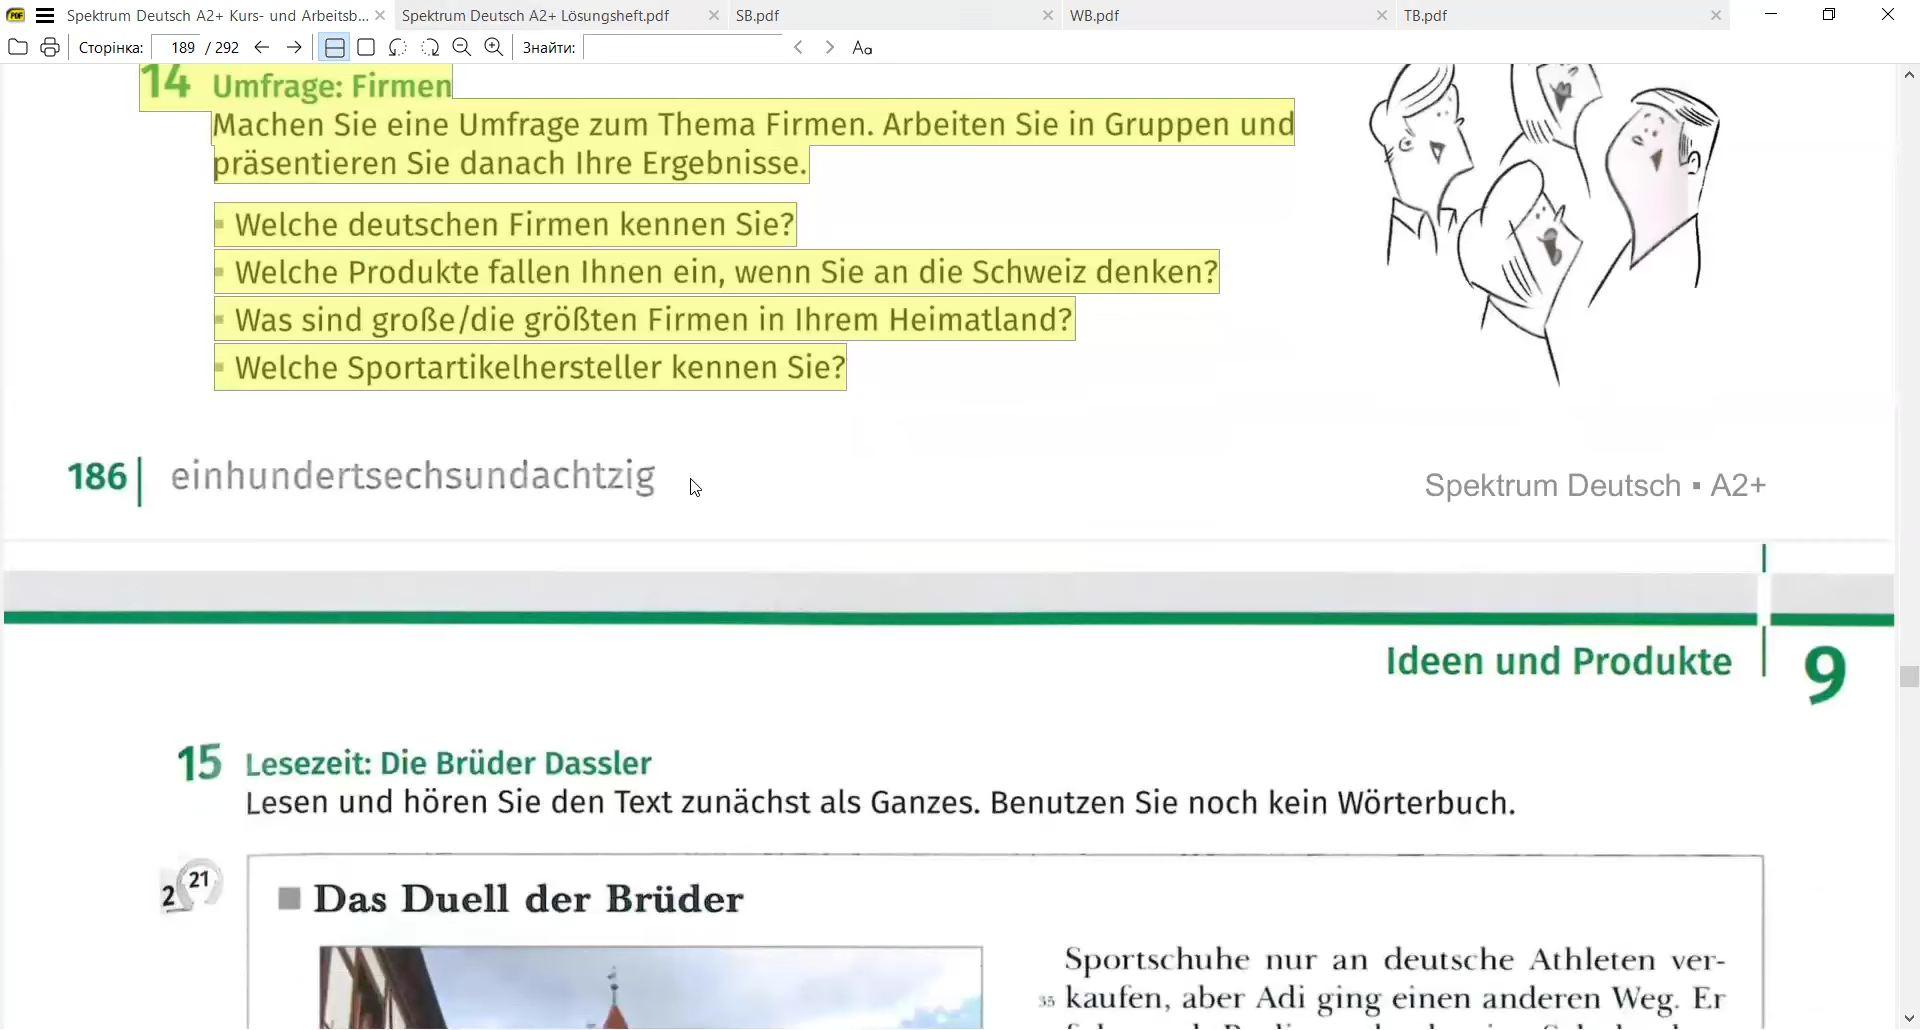 Spektrum Deutsch A2+ Kurs- und Arbeitsb...
Spektrum Deutsch A2+ Lösungsheft.pdf
SB.pdf
WB.pdf
TB.pdf
Сторінка: 189 / 292
Знайти:
Aa
14 Umfrage: Firmen
Machen Sie eine Umfrage zum Thema Firmen. Arbeiten Sie in Gruppen und
präsentieren Sie danach Ihre Ergebnisse.
▪ Welche deutschen Firmen kennen Sie?
▪ Welche Produkte fallen Ihnen ein, wenn Sie an die Schweiz denken?
▪ Was sind große/die größten Firmen in Ihrem Heimatland?
▪ Welche Sportartikelhersteller kennen Sie?
186 | einhundertsechsundachtzig
Spektrum Deutsch ▪ A2+
Ideen und Produkte 9
15 Lesezeit: Die Brüder Dassler
Lesen und hören Sie den Text zunächst als Ganzes. Benutzen Sie noch kein Wörterbuch.
2 21
■ Das Duell der Brüder
Sportschuhe nur an deutsche Athleten ver-
35 kaufen, aber Adi ging einen anderen Weg. Er